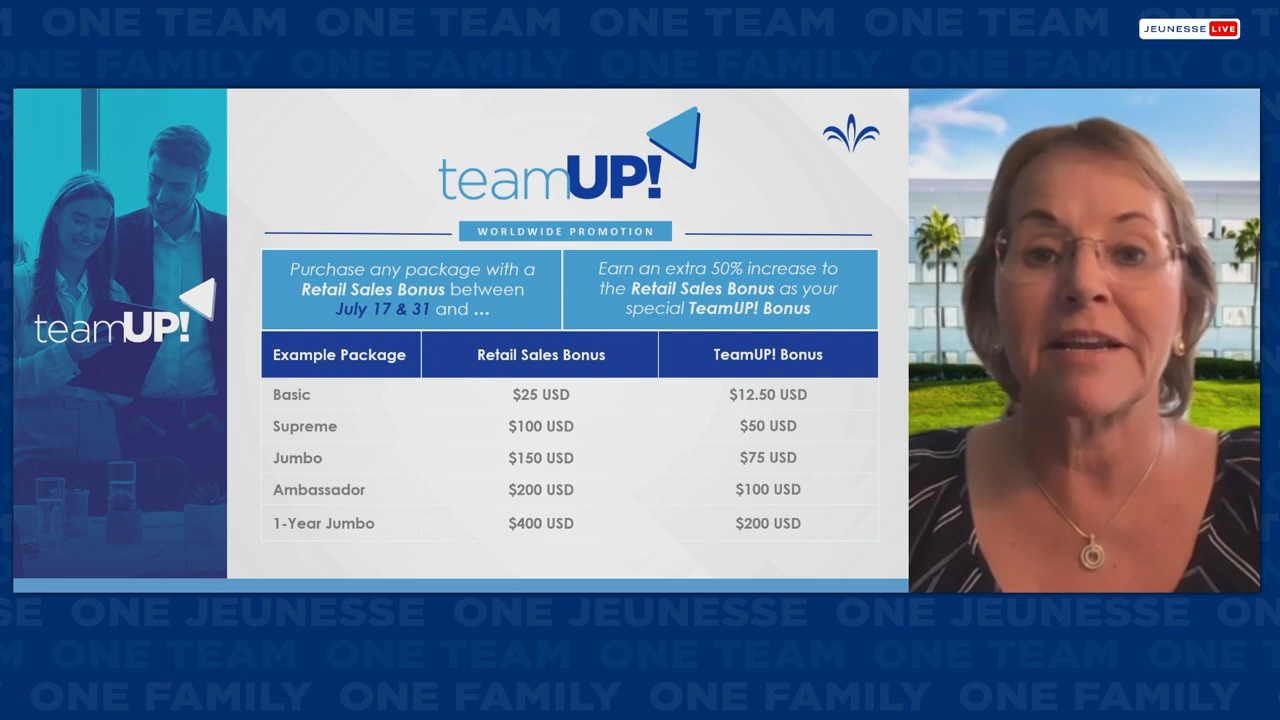 ONE TEAM ONE TEAM ONE TEAM ONE TEAM
ONE FAMILY ONE FAMILY ONE FAMILY ONE FAMILY
JEUNESSE LIVE
teamUP!
teamUP!
WORLDWIDE PROMOTION
Purchase any package with a
Retail Sales Bonus between
July 17 & 31 and ...
Earn an extra 50% increase to
the Retail Sales Bonus as your
special TeamUP! Bonus
Example Package Retail Sales Bonus TeamUP! Bonus
Basic $25 USD $12.50 USD
Supreme $100 USD $50 USD
Jumbo $150 USD $75 USD
Ambassador $200 USD $100 USD
1-Year Jumbo $400 USD $200 USD
ONE JEUNESSE ONE JEUNESSE ONE JEUNESSE
ONE TEAM ONE TEAM ONE TEAM ONE TEAM
ONE FAMILY ONE FAMILY ONE FAMILY ONE FAMILY